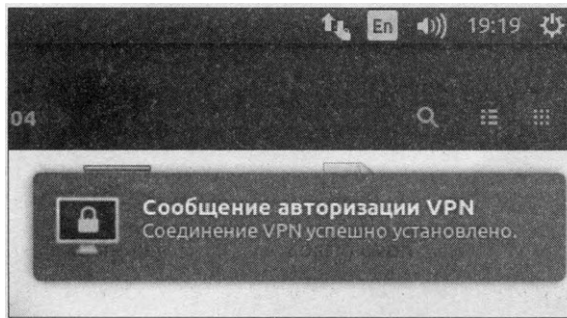 En 19:19
04
Сообщение авторизации VPN
Соединение VPN успешно установлено.